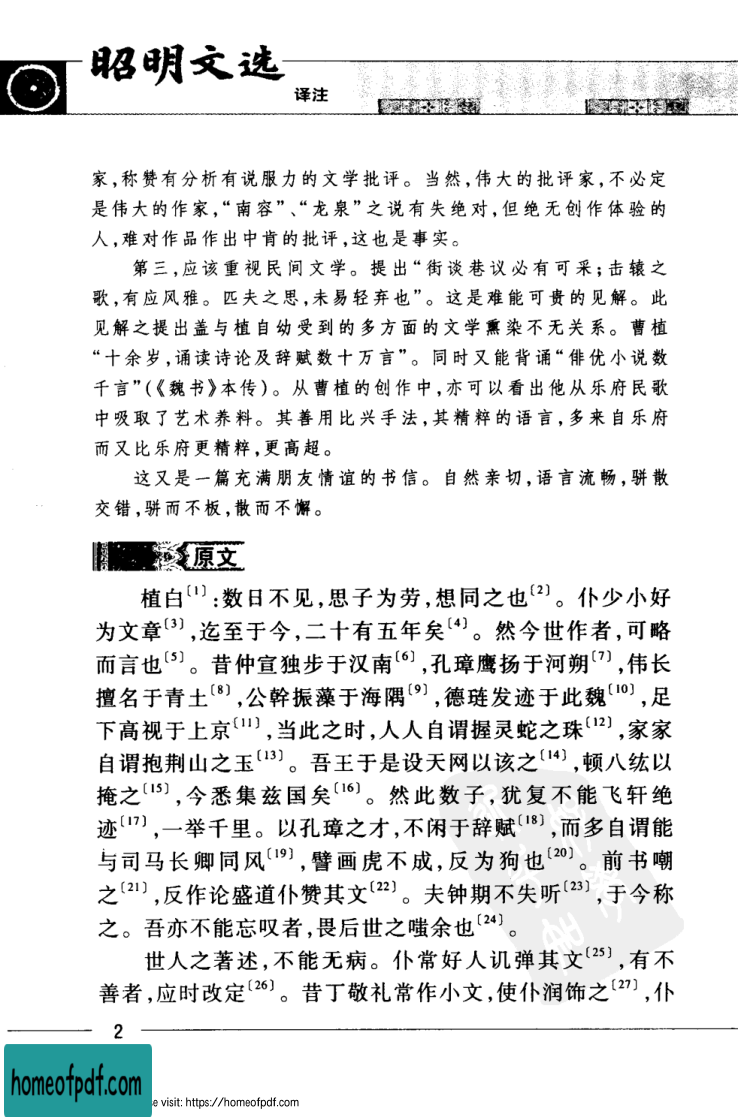 昭明文选
译注
家,称赞有分析有说服力的文学批评。当然,伟大的批评家,不必定
是伟大的作家,“南容”、“龙泉”之说有失绝对,但绝无创作体验的
人,难对作品作出中肯的批评,这也是事实。
第三,应该重视民间文学。提出“街谈巷议必有可采;击辕之
歌,有应风雅。匹夫之思,未易轻弃也”。这是难能可贵的见解。此
见解之提出盖与植自幼受到的多方面的文学熏染不无关系。曹植
“十余岁,诵读诗论及辞赋数十万言”。同时又能背诵“俳优小说数
千言”(《魏书》本传)。从曹植的创作中,亦可以看出他从乐府民歌
中吸取了艺术养料。其善用比兴手法,其精粹的语言,多来自乐府
而又比乐府更精粹,更高超。
这又是一篇充满朋友情谊的书信。自然亲切,语言流畅,骈散
交错,骈而不板,散而不懈。
原文
植白〔1〕:数日不见,思子为劳,想同之也〔2〕。仆少小好
为文章〔3〕,迄至于今,二十有五年矣〔4〕。然今世作者,可略
而言也〔5〕。昔仲宣独步于汉南〔6〕,孔璋鹰扬于河朔〔7〕,伟长
擅名于青土〔8〕,公幹振藻于海隅〔9〕,德琏发迹于此魏〔10〕,足
下高视于上京〔11〕,当此之时,人人自谓握灵蛇之珠〔12〕,家家
自谓抱荆山之玉〔13〕。吾王于是设天网以该之〔14〕,顿八纮以
掩之〔15〕,今悉集兹国矣〔16〕。然此数子,犹复不能飞轩绝
迹〔17〕,一举千里。以孔璋之才,不闲于辞赋〔18〕,而多自谓能
与司马长卿同风〔19〕,譬画虎不成,反为狗也〔20〕。前书嘲
之〔21〕,反作论盛道仆赞其文〔22〕。夫钟期不失听〔23〕,于今称
之。吾亦不能忘叹者,畏后世之嗤余也〔24〕。
世人之著述,不能无病。仆常好人讥弹其文〔25〕,有不
善者,应时改定〔26〕。昔丁敬礼常作小文,使仆润饰之〔27〕,仆
2
homeofpdf.com
e visit: https://homeofpdf.com